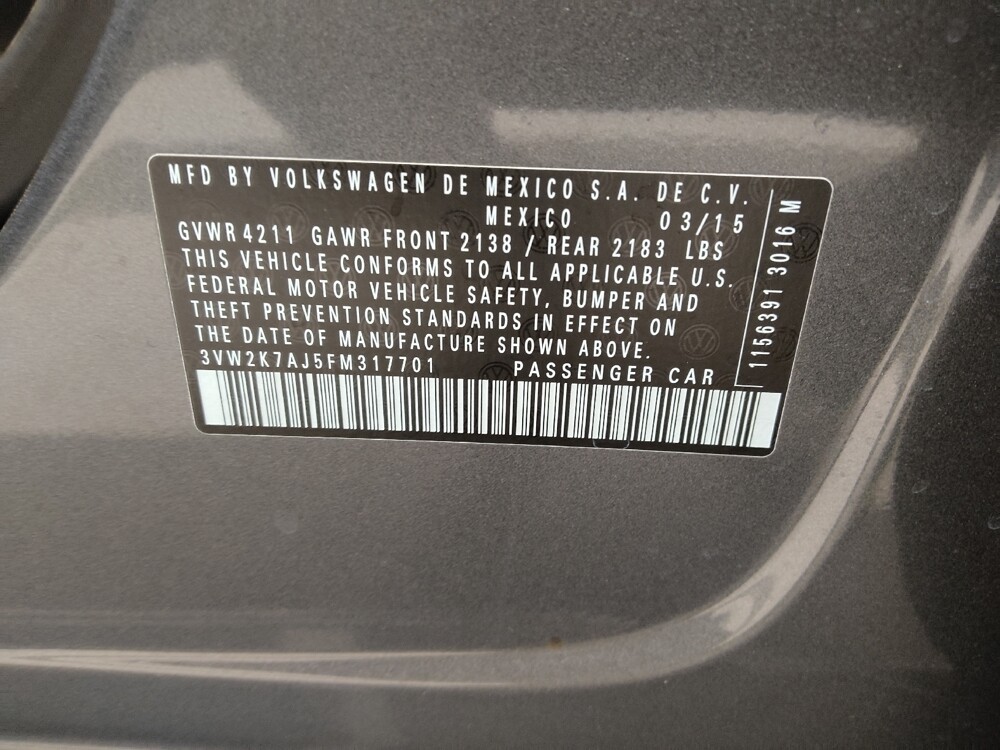 MFD BY VOLKSWAGEN DE MEXICO S.A. DE C.V.
MEXICO 03/15
GVWR 4211 GAWR FRONT 2138 / REAR 2183 LBS
THIS VEHICLE CONFORMS TO ALL APPLICABLE U.S.
FEDERAL MOTOR VEHICLE SAFETY, BUMPER AND
THEFT PREVENTION STANDARDS IN EFFECT ON
THE DATE OF MANUFACTURE SHOWN ABOVE.
3VW2K7AJ5FM317701 PASSENGER CAR
1156391 3016 M